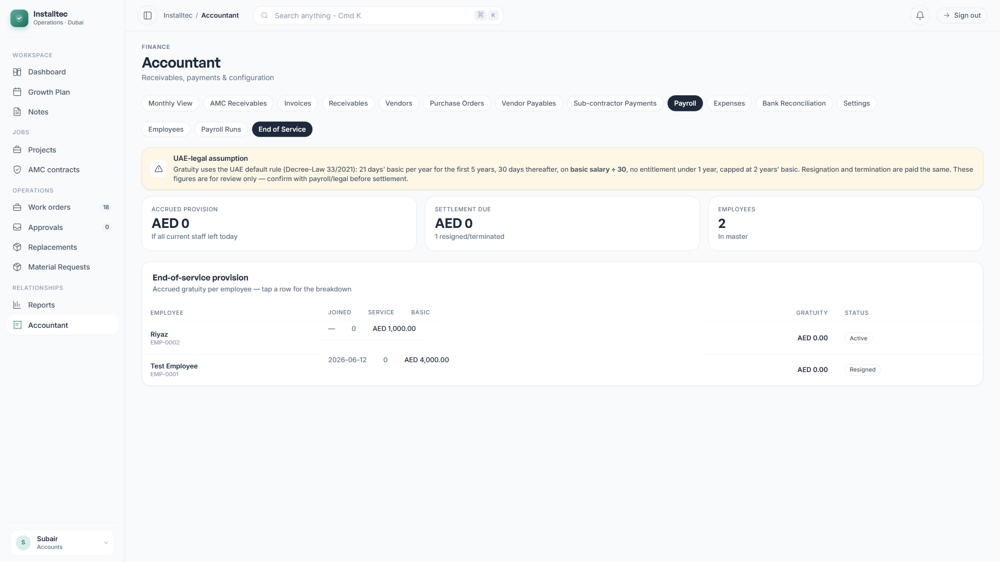 Installtec
Operations · Dubai
Installtec / Accountant
Search anything - Cmd K
⌘ K
Sign out
WORKSPACE
Dashboard
Growth Plan
Notes
JOBS
Projects
AMC contracts
OPERATIONS
Work orders 18
Approvals 0
Replacements
Material Requests
RELATIONSHIPS
Reports
Accountant
S
Subair
Accounts
FINANCE
Accountant
Receivables, payments & configuration
Monthly View AMC Receivables Invoices Receivables Vendors Purchase Orders Vendor Payables Sub-contractor Payments Payroll Expenses Bank Reconciliation Settings
Employees Payroll Runs End of Service
UAE-legal assumption
Gratuity uses the UAE default rule (Decree-Law 33/2021): 21 days’ basic per year for the first 5 years, 30 days thereafter, on basic salary ÷ 30, no entitlement under 1 year, capped at 2 years’ basic. Resignation and termination are paid the same. These
figures are for review only — confirm with payroll/legal before settlement.
ACCRUED PROVISION
AED 0
If all current staff left today
SETTLEMENT DUE
AED 0
1 resigned/terminated
EMPLOYEES
2
In master
End-of-service provision
Accrued gratuity per employee — tap a row for the breakdown
EMPLOYEE JOINED SERVICE BASIC GRATUITY STATUS
Riyaz — 0 AED 1,000.00 AED 0.00 Active
EMP-0002
Test Employee 2026-06-12 0 AED 4,000.00 AED 0.00 Resigned
EMP-0001